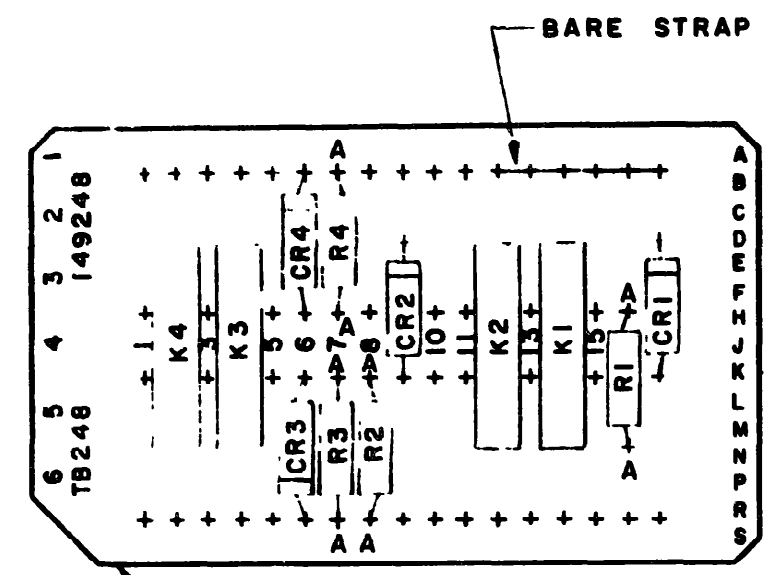 BARE STRAP
A
1 2 3 4 5 6
149248
TB248
CR4 R4
A
B
C
D
E
F
H
J
K
L
M
N
P
R
S
CR2
CR1
A
A
1 K4 3 K3 5 6 7 8 10 11 K2 13 K1 15
A A
R1
CR3 R3 R2
A
A A